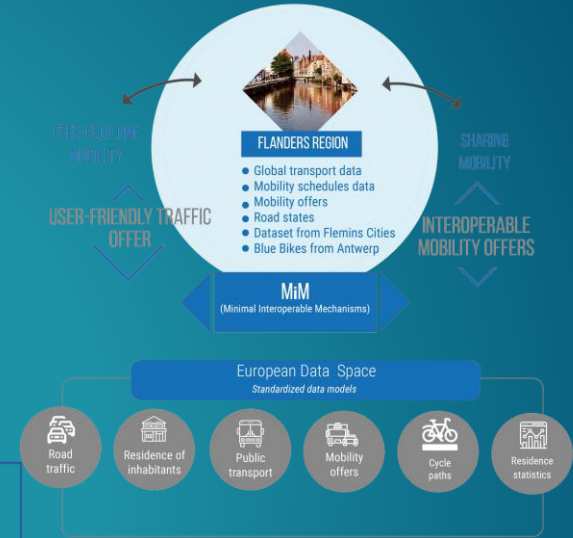 FREE-FLOATING
MOBILITY
USER-FRIENDLY TRAFFIC
OFFER
FLANDERS REGION
Global transport data
Mobility schedules data
Mobility offers
Road states
Dataset from Flemins Cities
Blue Bikes from Antwerp
SHARING
MOBILITY
INTEROPERABLE
MOBILITY OFFERS
MiM
(Minimal Interoperable Mechanisms)
European Data Space
Standardized data models
Road
traffic
Residence of
inhabitants
Public
transport
Mobility
offers
Cycle
paths
Residence
statistics